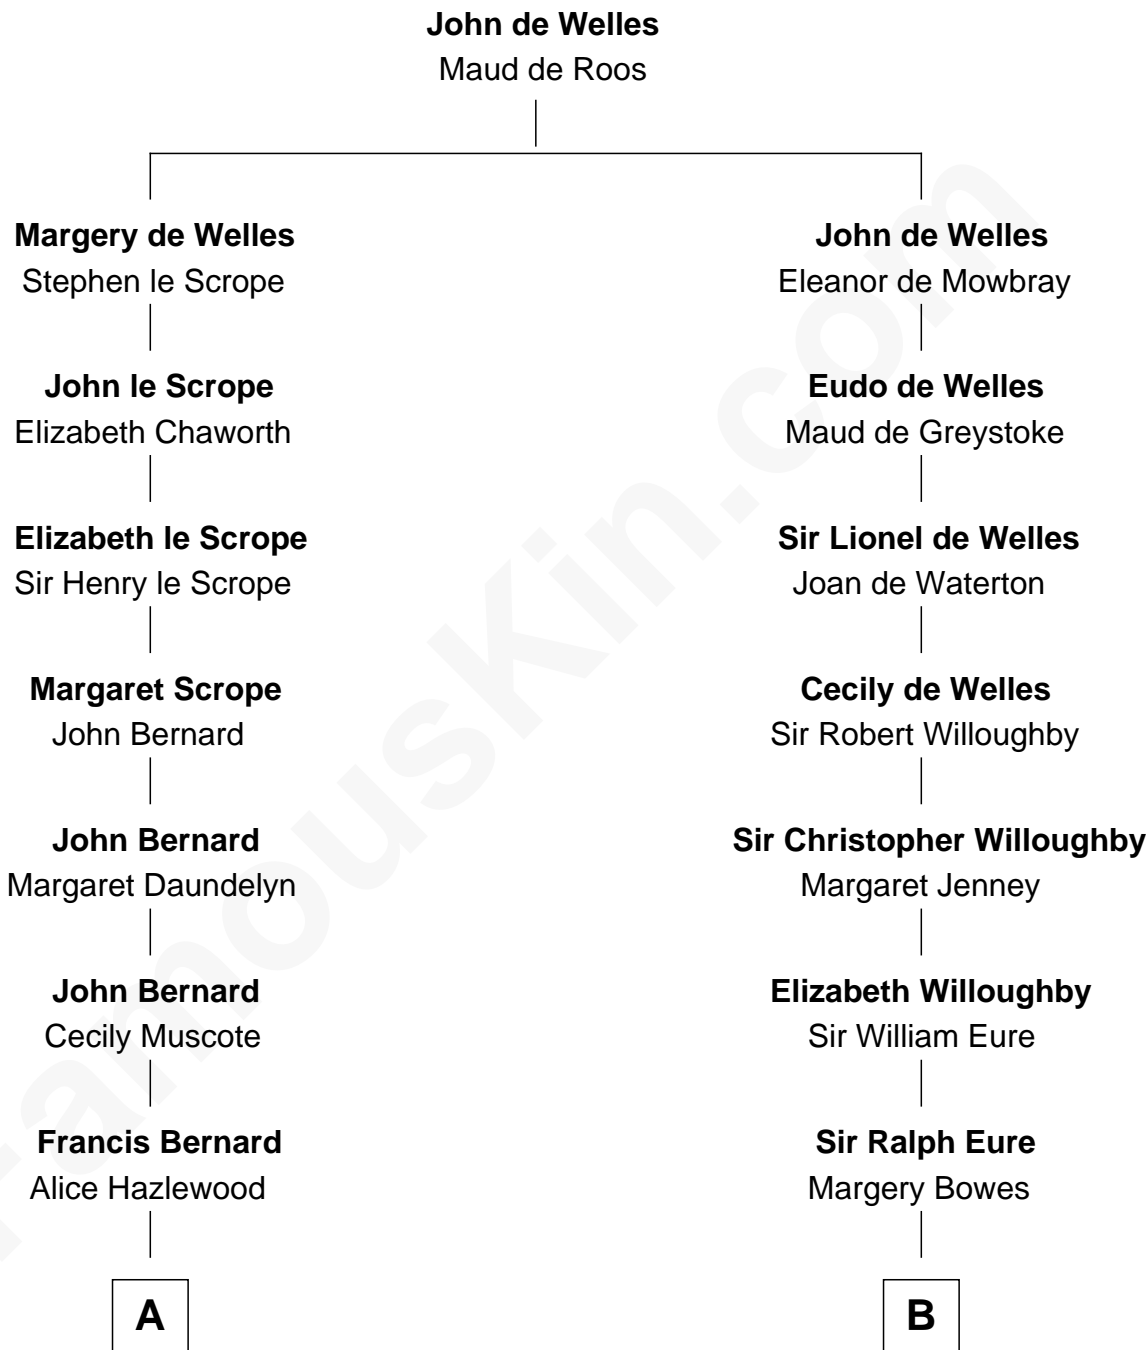 John de Welles
Maud de Roos
Margery de Welles
Stephen le Scrope
John de Welles
Eleanor de Mowbray
John le Scrope
Elizabeth Chaworth
Eudo de Welles
Maud de Greystoke
Elizabeth le Scrope
Sir Henry le Scrope
Sir Lionel de Welles
Joan de Waterton
Margaret Scrope
John Bernard
Cecily de Welles
Sir Robert Willoughby
John Bernard
Margaret Daundelyn
Sir Christopher Willoughby
Margaret Jenney
John Bernard
Cecily Muscote
Elizabeth Willoughby
Sir William Eure
Francis Bernard
Alice Hazlewood
Sir Ralph Eure
Margery Bowes
A
B
FamousKin.com